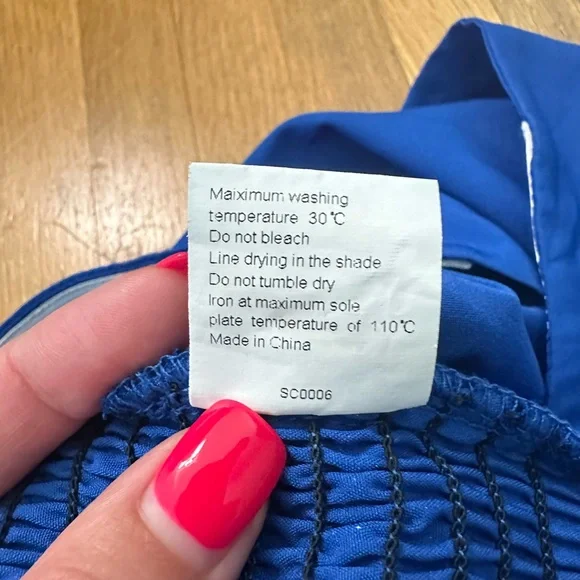 Maiximum washing
temperature 30℃
Do not bleach
Line drying in the shade
Do not tumble dry
Iron at maximum sole
plate temperature of 110℃
Made in China
SC0006